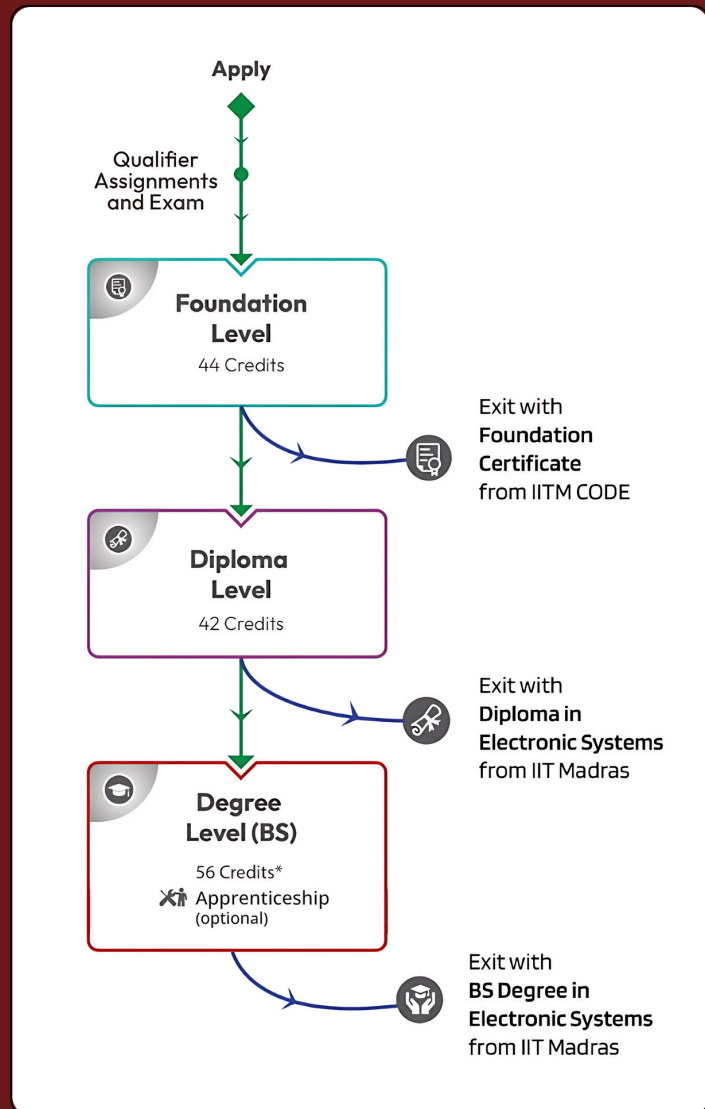 Apply
Qualifier
Assignments
and Exam
Foundation
Level
44 Credits
Exit with
Foundation
Certificate
from IITM CODE
Diploma
Level
42 Credits
Exit with
Diploma in
Electronic Systems
from IIT Madras
Degree
Level (BS)
56 Credits*
Apprenticeship
(optional)
Exit with
BS Degree in
Electronic Systems
from IIT Madras